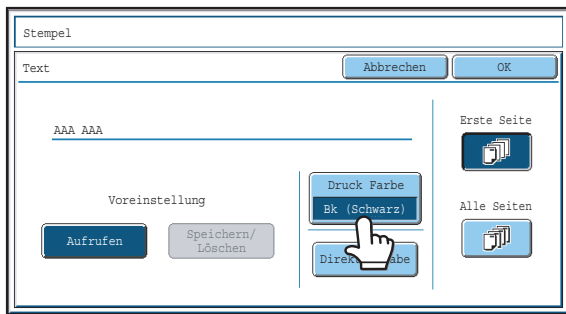 Stempel
Text
Abbrechen
OK
AAA AAA
Erste Seite
Voreinstellung
Druck Farbe
Bk (Schwarz)
Alle Seiten
Aufrufen
Speichern/
Löschen